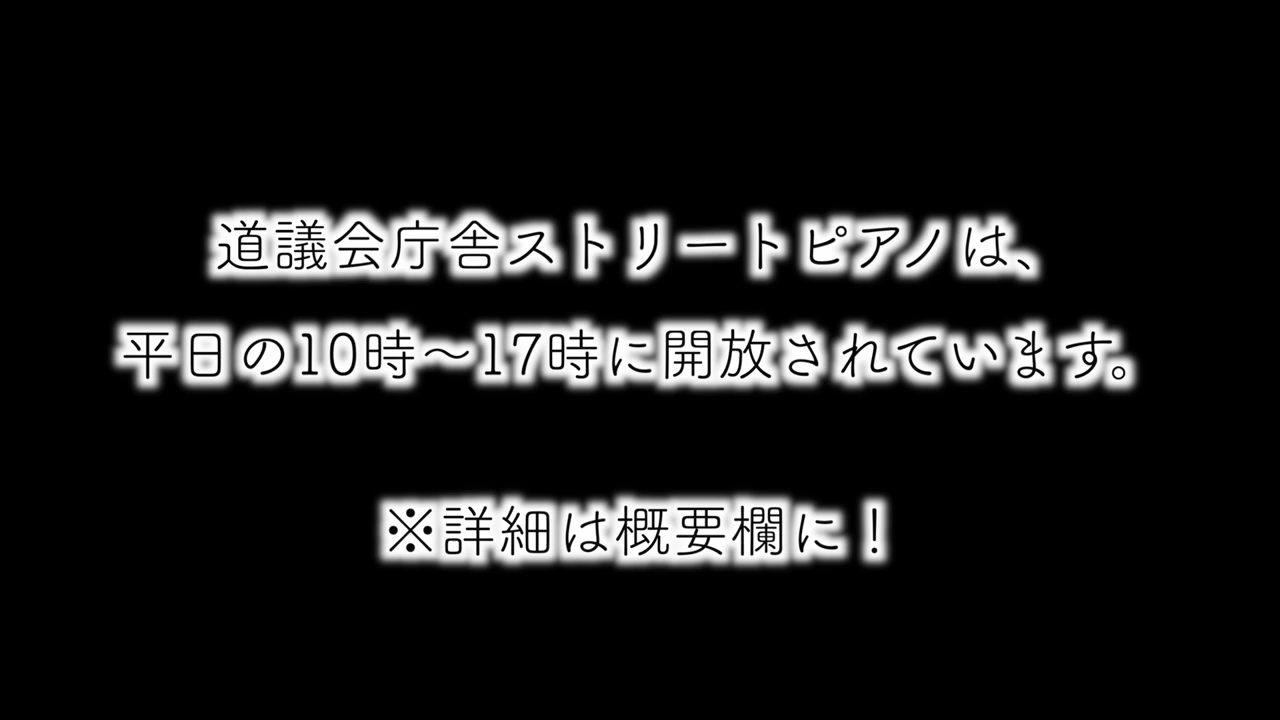 道議会庁舎ストリートピアノは、
平日の10時～17時に開放されています。
※詳細は概要欄に！